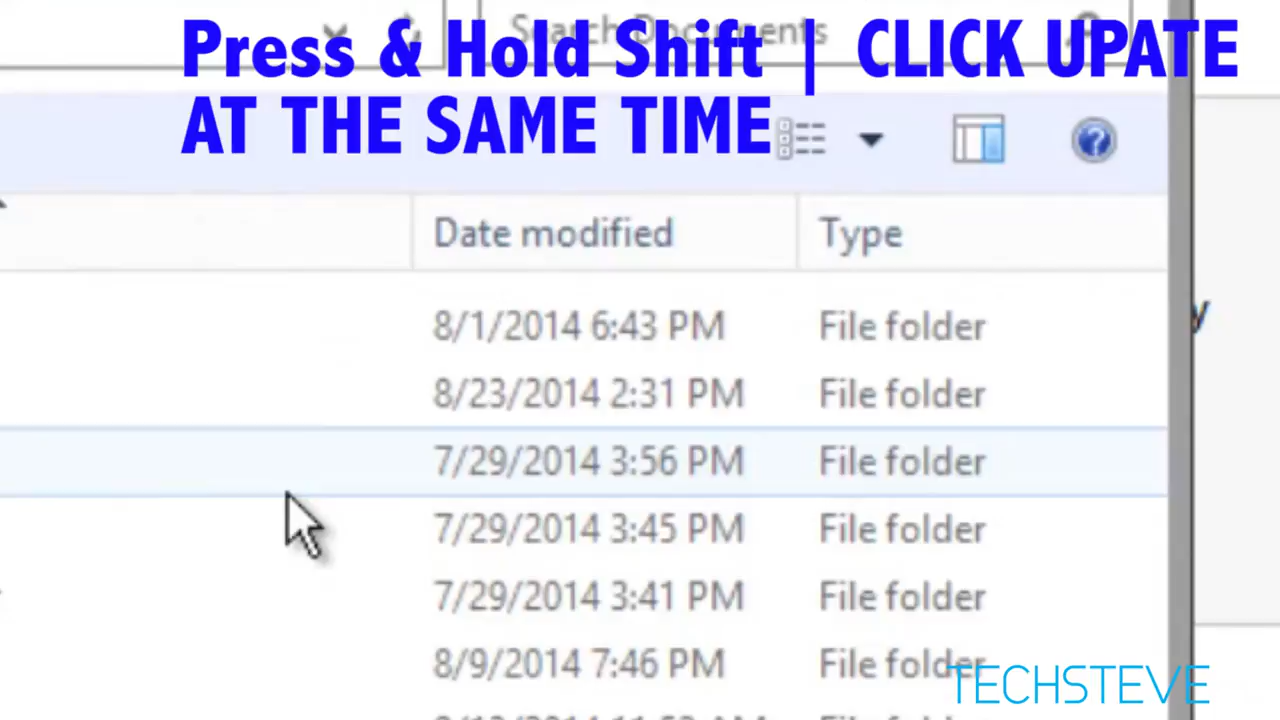 Press & Hold Shift | CLICK UPATE
AT THE SAME TIME
Search Documents
Date modified Type
8/1/2014 6:43 PM File folder
y
8/23/2014 2:31 PM File folder
7/29/2014 3:56 PM File folder
7/29/2014 3:45 PM File folder
7/29/2014 3:41 PM File folder
8/9/2014 7:46 PM File folder
TECHSTEVE